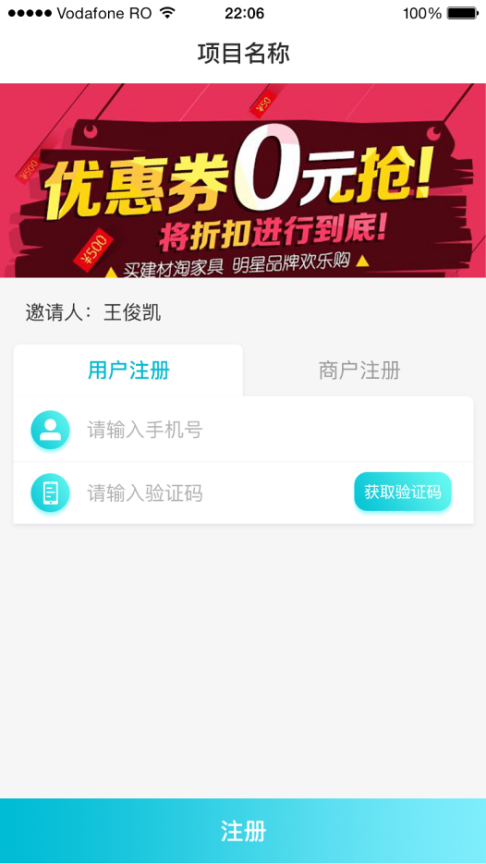 Vodafone RO 22:06 100%
项目名称
¥500
¥500
优惠券0元抢!
将折扣进行到底!
¥500
买建材淘家具 明星品牌欢乐购
邀请人：王俊凯
用户注册 商户注册
请输入手机号
请输入验证码 获取验证码
注册